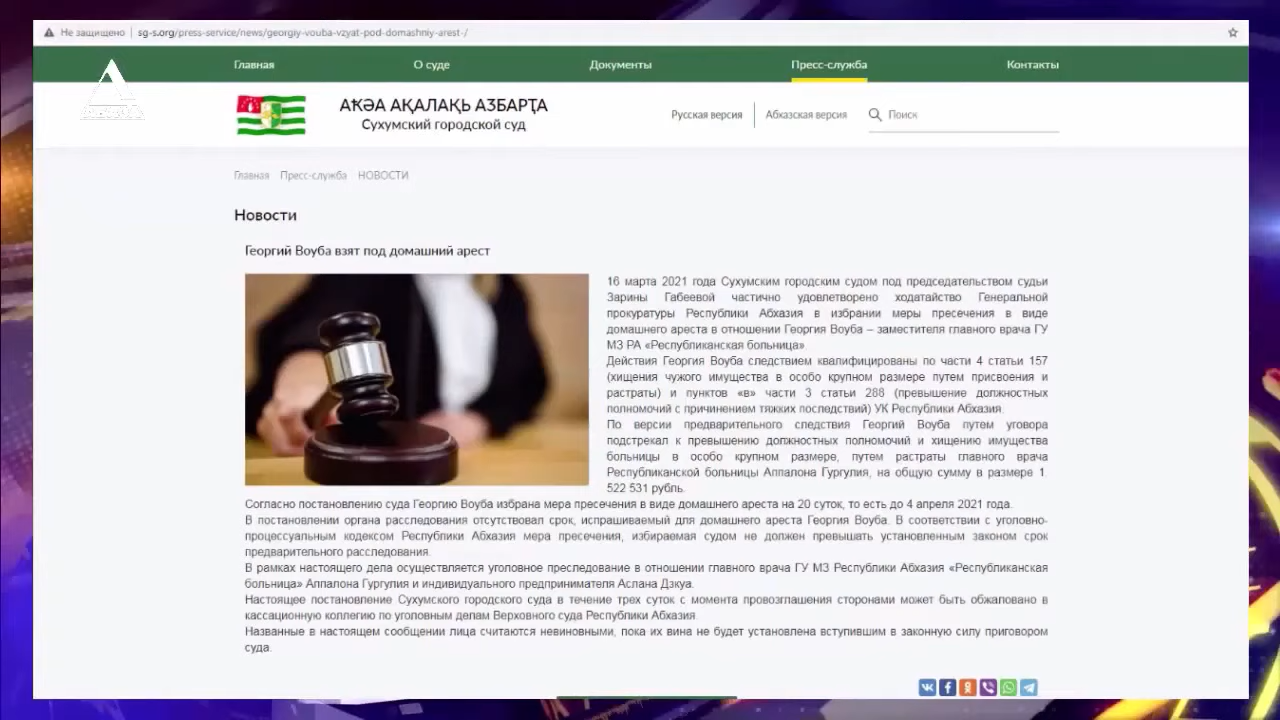 Не защищено sg-s.org/press-service/news/georgiy-vouba-vzyat-pod-domashniy-arest-/
Главная О суде Документы Пресс-служба Контакты
АҞӘА АҚАЛАҚЬ АӠБАРҬА
Сухумский городской суд
Русская версия Абхазская версия Поиск
Главная Пресс-служба НОВОСТИ
Новости
Георгий Воуба взят под домашний арест
16 марта 2021 года Сухумским городским судом под председательством судьи
Зарины Габеевой частично удовлетворено ходатайство Генеральной
прокуратуры Республики Абхазия в избрании меры пресечения в виде
домашнего ареста в отношении Георгия Воуба – заместителя главного врача ГУ
МЗ РА «Республиканская больница».
Действия Георгия Воуба следствием квалифицированы по части 4 статьи 157
(хищения чужого имущества в особо крупном размере путем присвоения и
растраты) и пунктов «в» части 3 статьи 288 (превышение должностных
полномочий с причинением тяжких последствий) УК Республики Абхазия.
По версии предварительного следствия Георгий Воуба путем уговора
подстрекал к превышению должностных полномочий и хищению имущества
больницы в особо крупном размере, путем растраты главного врача
Республиканской больницы Аппалона Гургулия, на общую сумму в размере 1
522 531 рубль.
Согласно постановлению суда Георгию Воуба избрана мера пресечения в виде домашнего ареста на 20 суток, то есть до 4 апреля 2021 года.
В постановлении органа расследования отсутствовал срок, испрашиваемый для домашнего ареста Георгия Воуба. В соответствии с уголовно-
процессуальным кодексом Республики Абхазия мера пресечения, избираемая судом не должен превышать установленным законом срок
предварительного расследования.
В рамках настоящего дела осуществляется уголовное преследование в отношении главного врача ГУ МЗ Республики Абхазия «Республиканская
больница» Аппалона Гургулия и индивидуального предпринимателя Аслана Дзкуа.
Настоящее постановление Сухумского городского суда в течение трех суток с момента провозглашения сторонами может быть обжаловано в
кассационную коллегию по уголовным делам Верховного суда Республики Абхазия.
Названные в настоящем сообщении лица считаются невиновными, пока их вина не будет установлена вступившим в законную силу приговором
суда.